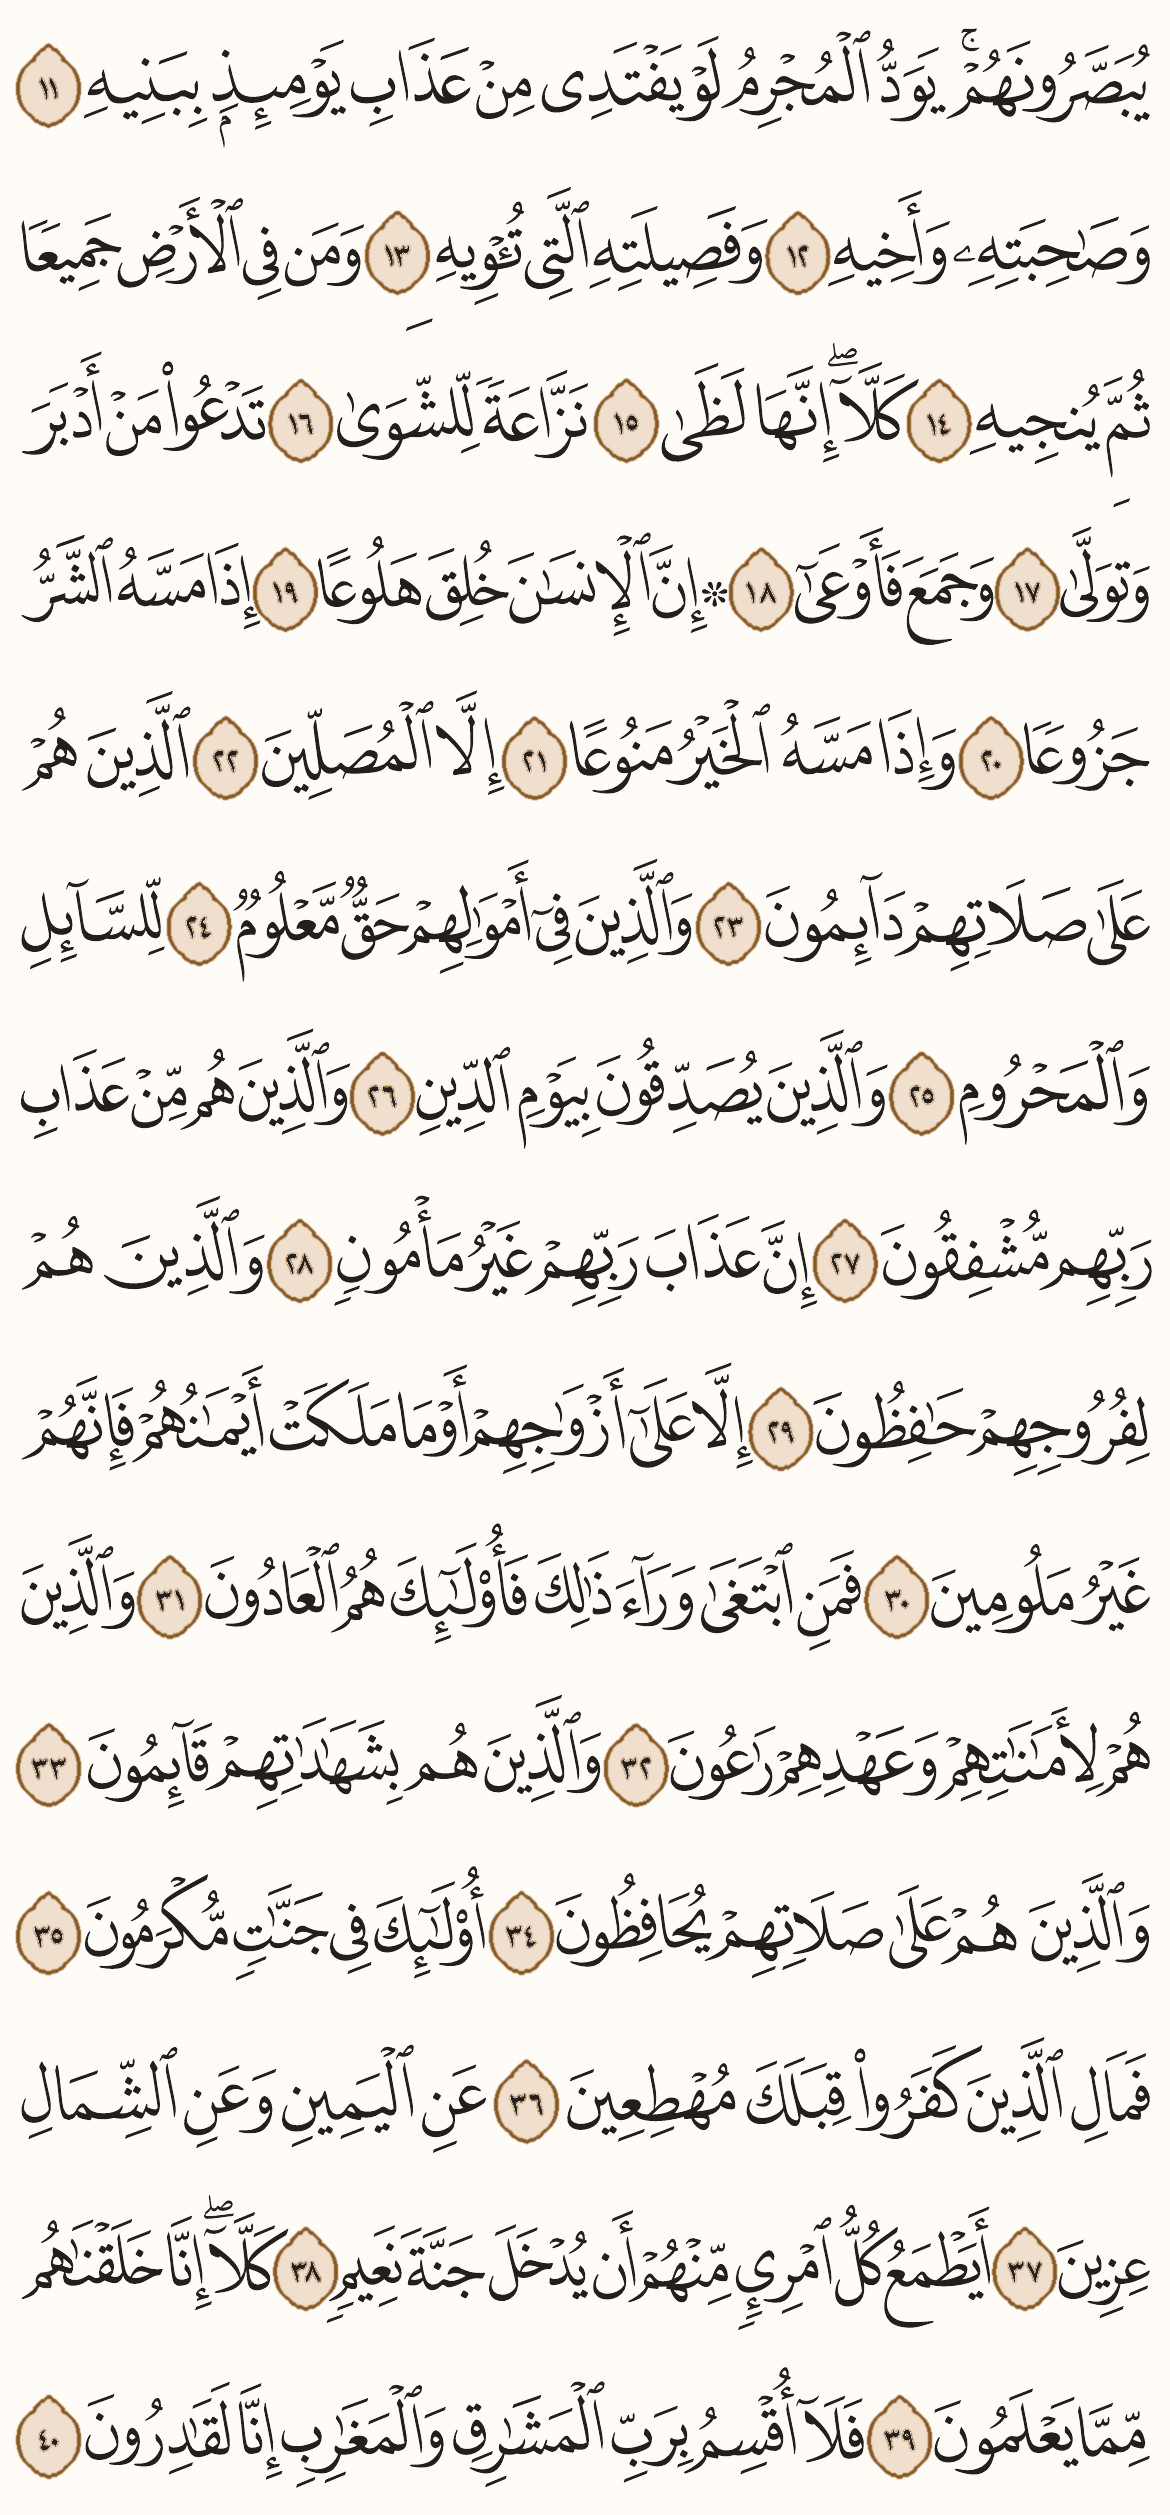 يُبَصَّرُونَهُمۡۚ يَوَدُّ ٱلۡمُجۡرِمُ لَوۡ يَفۡتَدِي مِنۡ عَذَابِ يَوۡمِئِذِۭ بِبَنِيهِ ١١
وَصَٰحِبَتِهِۦ وَأَخِيهِ ١٢ وَفَصِيلَتِهِ ٱلَّتِي تُـٔۡوِيهِ ١٣ وَمَن فِي ٱلۡأَرۡضِ جَمِيعٗا
ثُمَّ يُنجِيهِ ١٤ كَلَّآۖ إِنَّهَا لَظَىٰ ١٥ نَزَّاعَةٗ لِّلشَّوَىٰ ١٦ تَدۡعُواْ مَنۡ أَدۡبَرَ
وَتَوَلَّىٰ ١٧ وَجَمَعَ فَأَوۡعَىٰٓ ١٨ ۞ إِنَّ ٱلۡإِنسَٰنَ خُلِقَ هَلُوعًا ١٩ إِذَا مَسَّهُ ٱلشَّرُّ
جَزُوعٗا ٢٠ وَإِذَا مَسَّهُ ٱلۡخَيۡرُ مَنُوعًا ٢١ إِلَّا ٱلۡمُصَلِّينَ ٢٢ ٱلَّذِينَ هُمۡ
عَلَىٰ صَلَاتِهِمۡ دَآئِمُونَ ٢٣ وَٱلَّذِينَ فِيٓ أَمۡوَٰلِهِمۡ حَقّٞ مَّعۡلُومٞ ٢٤ لِّلسَّآئِلِ
وَٱلۡمَحۡرُومِ ٢٥ وَٱلَّذِينَ يُصَدِّقُونَ بِيَوۡمِ ٱلدِّينِ ٢٦ وَٱلَّذِينَ هُم مِّنۡ عَذَابِ
رَبِّهِم مُّشۡفِقُونَ ٢٧ إِنَّ عَذَابَ رَبِّهِمۡ غَيۡرُ مَأۡمُونٖ ٢٨ وَٱلَّذِينَ هُمۡ
لِفُرُوجِهِمۡ حَٰفِظُونَ ٢٩ إِلَّا عَلَىٰٓ أَزۡوَٰجِهِمۡ أَوۡ مَا مَلَكَتۡ أَيۡمَٰنُهُمۡ فَإِنَّهُمۡ
غَيۡرُ مَلُومِينَ ٣٠ فَمَنِ ٱبۡتَغَىٰ وَرَآءَ ذَٰلِكَ فَأُوْلَٰٓئِكَ هُمُ ٱلۡعَادُونَ ٣١ وَٱلَّذِينَ
هُمۡ لِأَمَٰنَٰتِهِمۡ وَعَهۡدِهِمۡ رَٰعُونَ ٣٢ وَٱلَّذِينَ هُم بِشَهَٰدَٰتِهِمۡ قَآئِمُونَ ٣٣
وَٱلَّذِينَ هُمۡ عَلَىٰ صَلَاتِهِمۡ يُحَافِظُونَ ٣٤ أُوْلَٰٓئِكَ فِي جَنَّٰتٖ مُّكۡرَمُونَ ٣٥
فَمَالِ ٱلَّذِينَ كَفَرُواْ قِبَلَكَ مُهۡطِعِينَ ٣٦ عَنِ ٱلۡيَمِينِ وَعَنِ ٱلشِّمَالِ
عِزِينَ ٣٧ أَيَطۡمَعُ كُلُّ ٱمۡرِيٕٖ مِّنۡهُمۡ أَن يُدۡخَلَ جَنَّةَ نَعِيمٖ ٣٨ كَلَّآۖ إِنَّا خَلَقۡنَٰهُم
مِّمَّا يَعۡلَمُونَ ٣٩ فَلَآ أُقۡسِمُ بِرَبِّ ٱلۡمَشَٰرِقِ وَٱلۡمَغَٰرِبِ إِنَّا لَقَٰدِرُونَ ٤٠